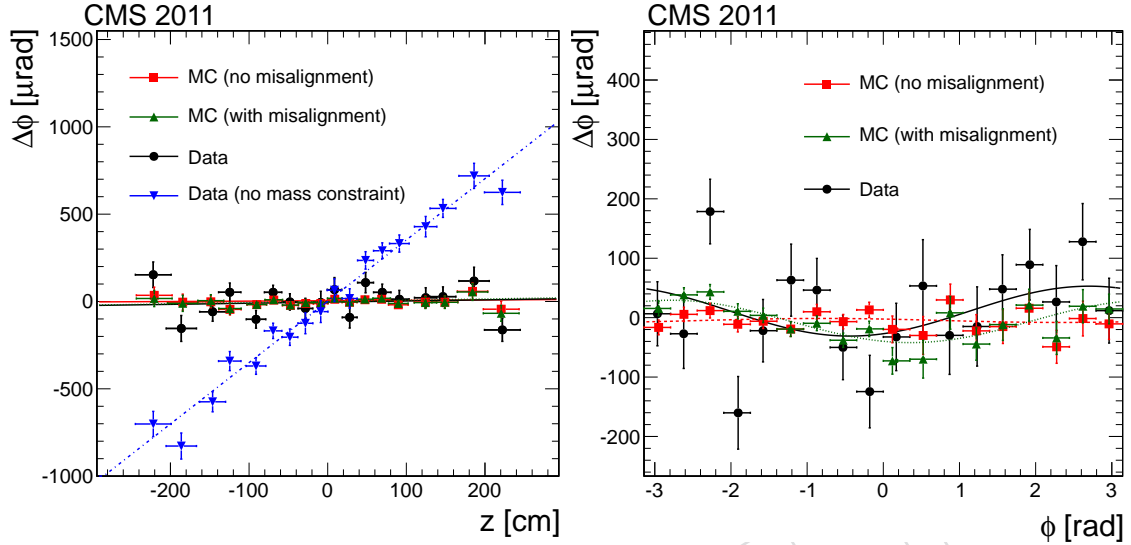 CMS 2011
Δϕ [μrad]
1500
1000
500
0
-500
-1000
MC (no misalignment)
MC (with misalignment)
Data
Data (no mass constraint)
-200 -100 0 100 200
z [cm]
CMS 2011
Δϕ [μrad]
400
300
200
100
0
-100
-200
MC (no misalignment)
MC (with misalignment)
Data
-3 -2 -1 0 1 2 3
ϕ [rad]